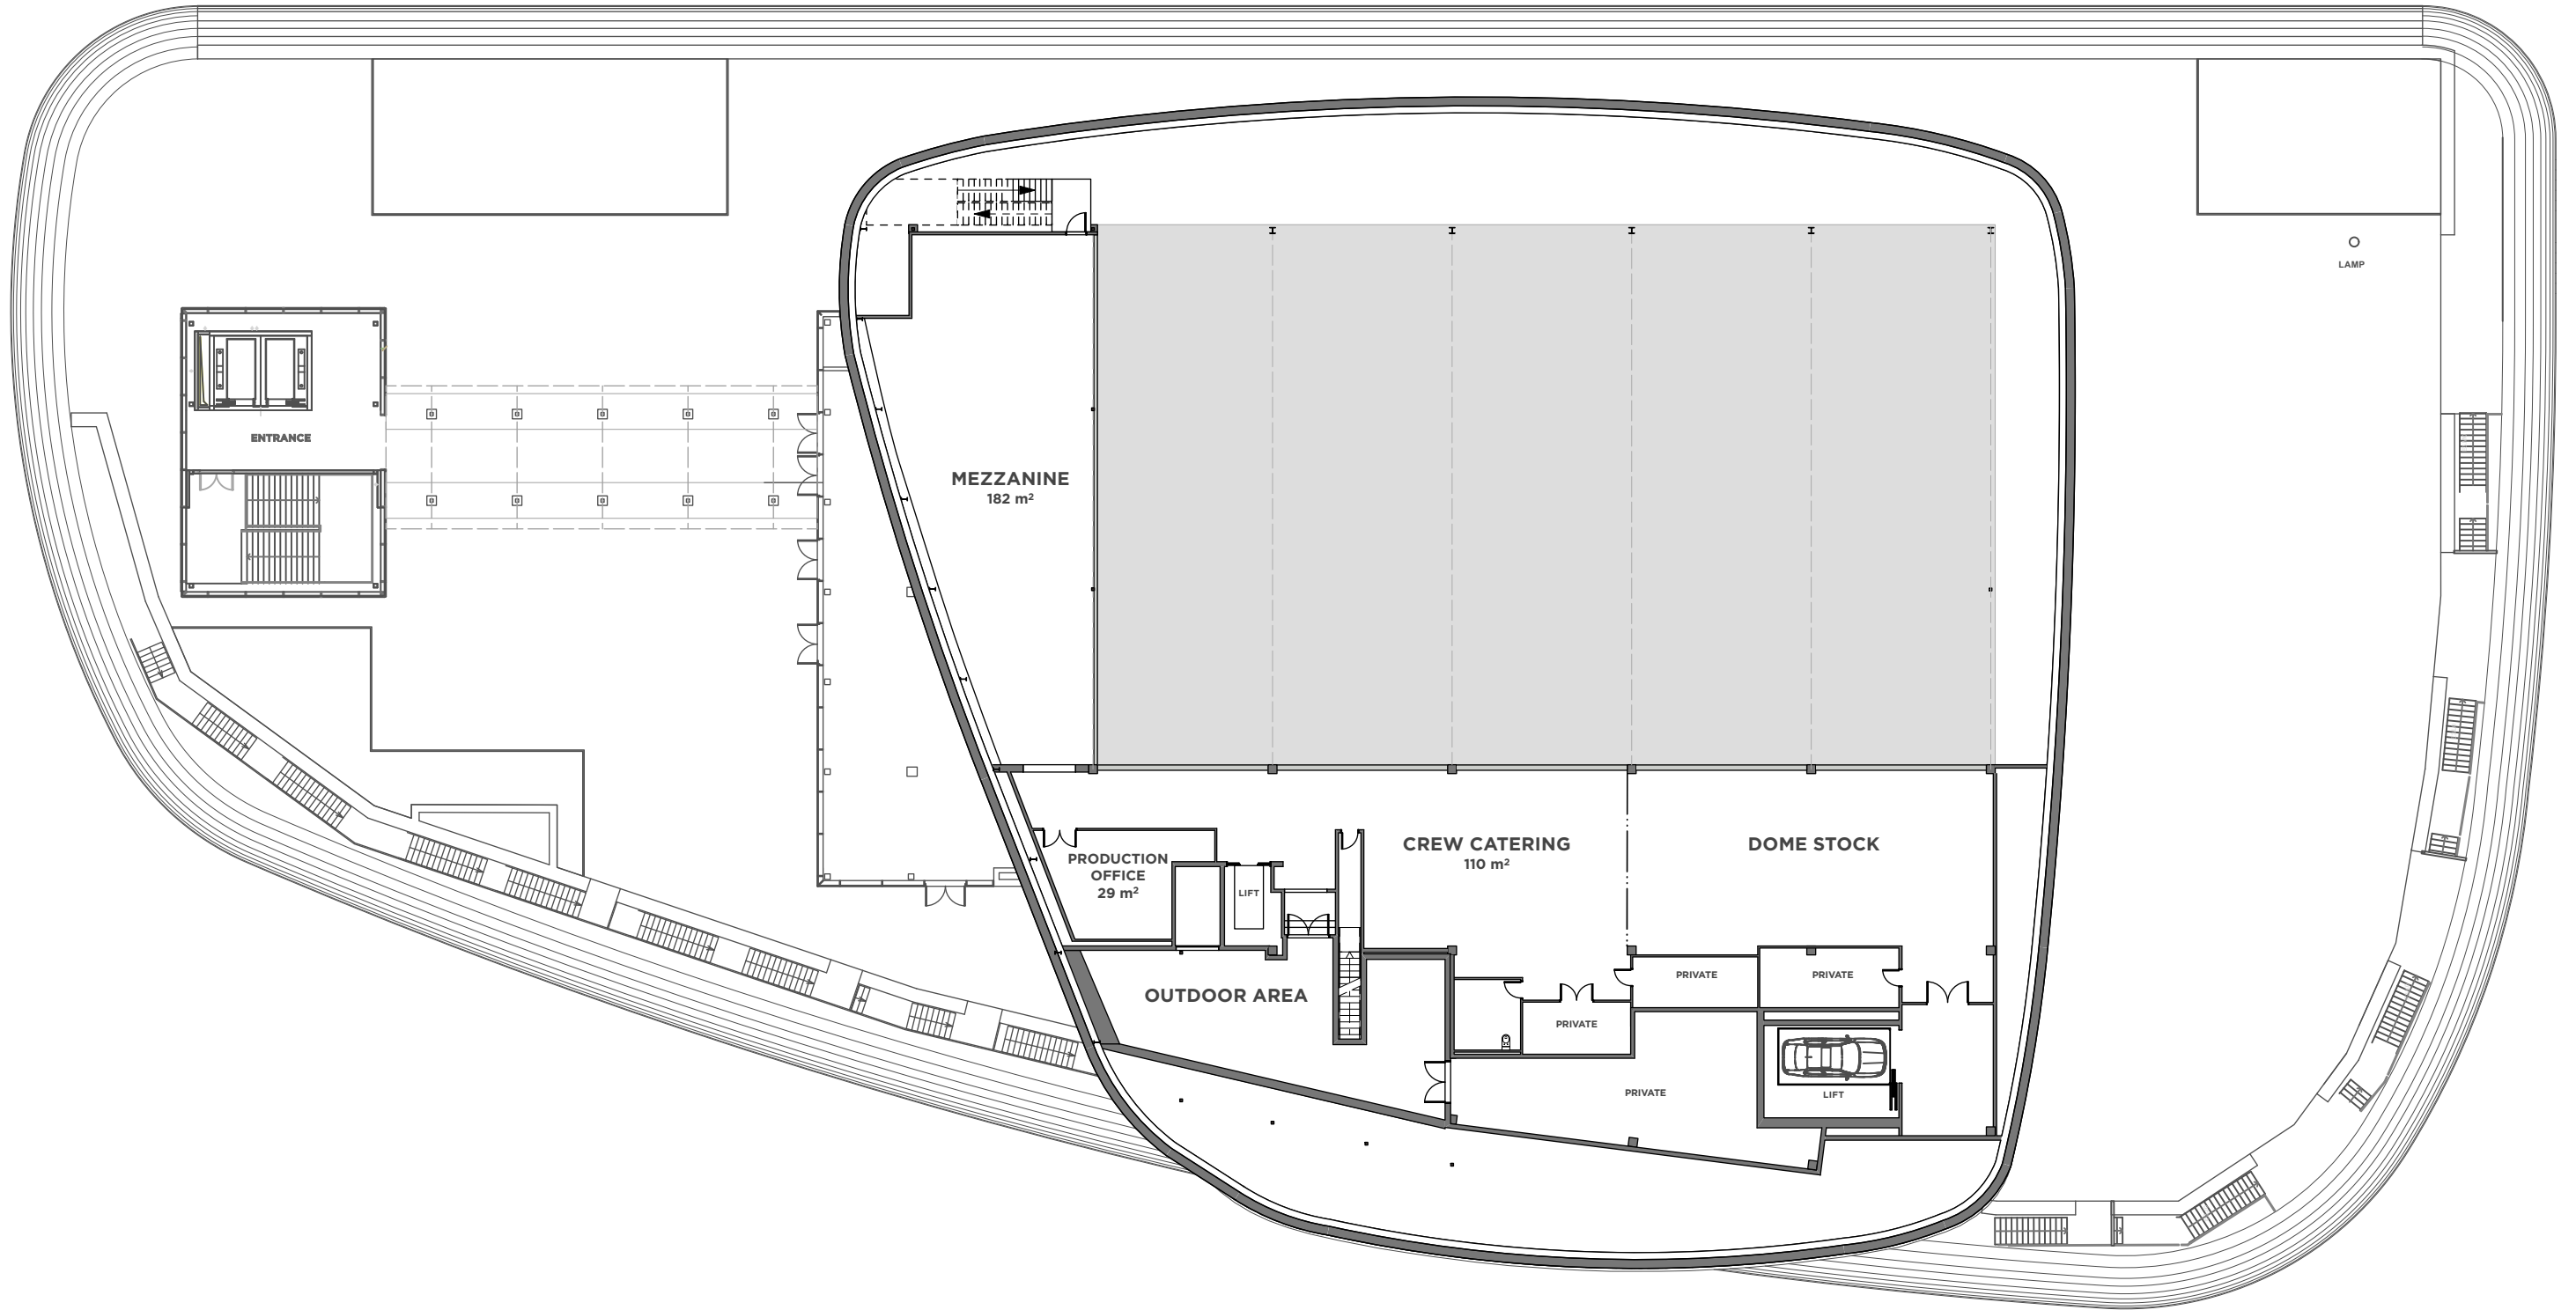 LAMP
ENTRANCE
MEZZANINE
182 m²
CREW CATERING
110 m²
DOME STOCK
PRODUCTION
OFFICE
29 m²
LIFT
OUTDOOR AREA
PRIVATE
PRIVATE
PRIVATE
PRIVATE
LIFT